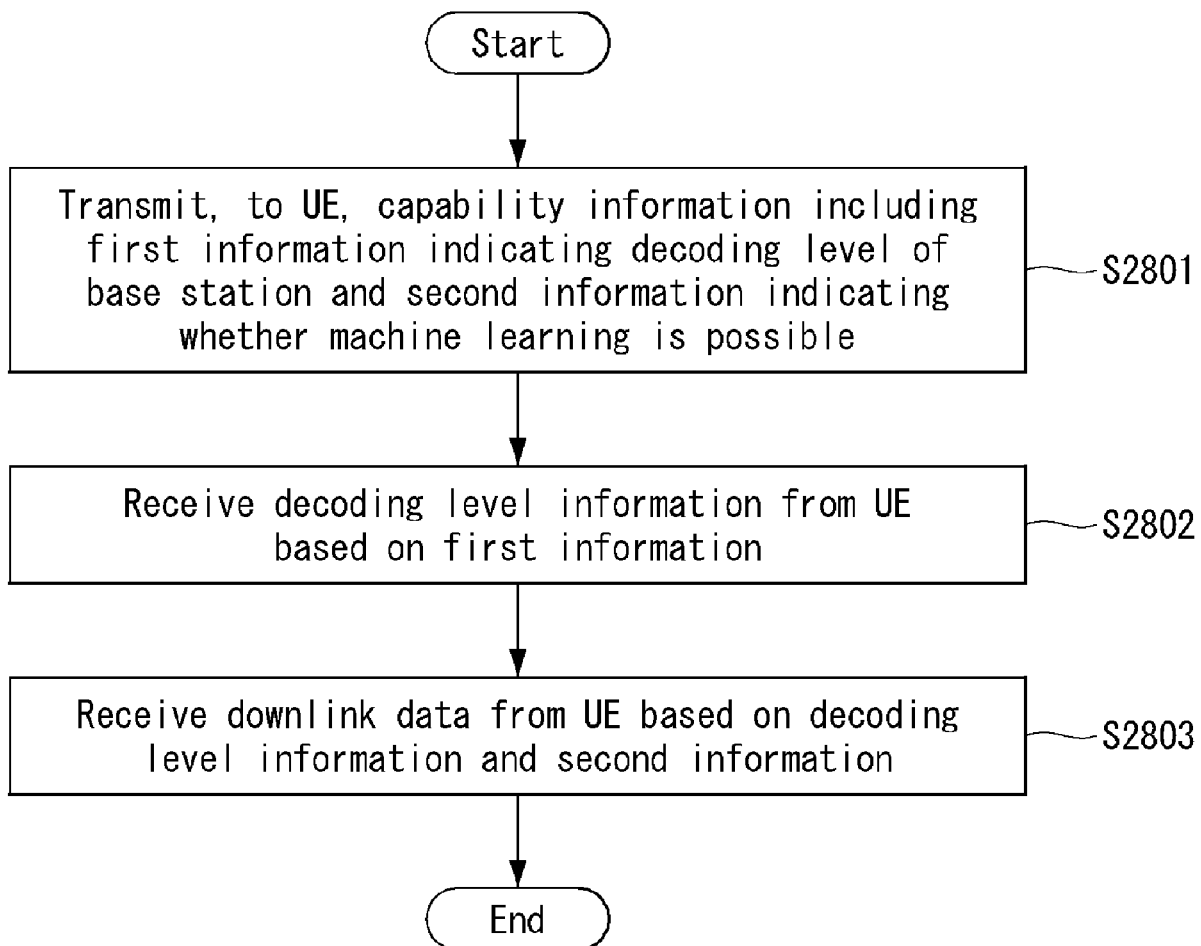 Start
Transmit, to UE, capability information including
first information indicating decoding level of
base station and second information indicating
whether machine learning is possible
S2801
Receive decoding level information from UE
based on first information
S2802
Receive downlink data from UE based on decoding
level information and second information
S2803
End